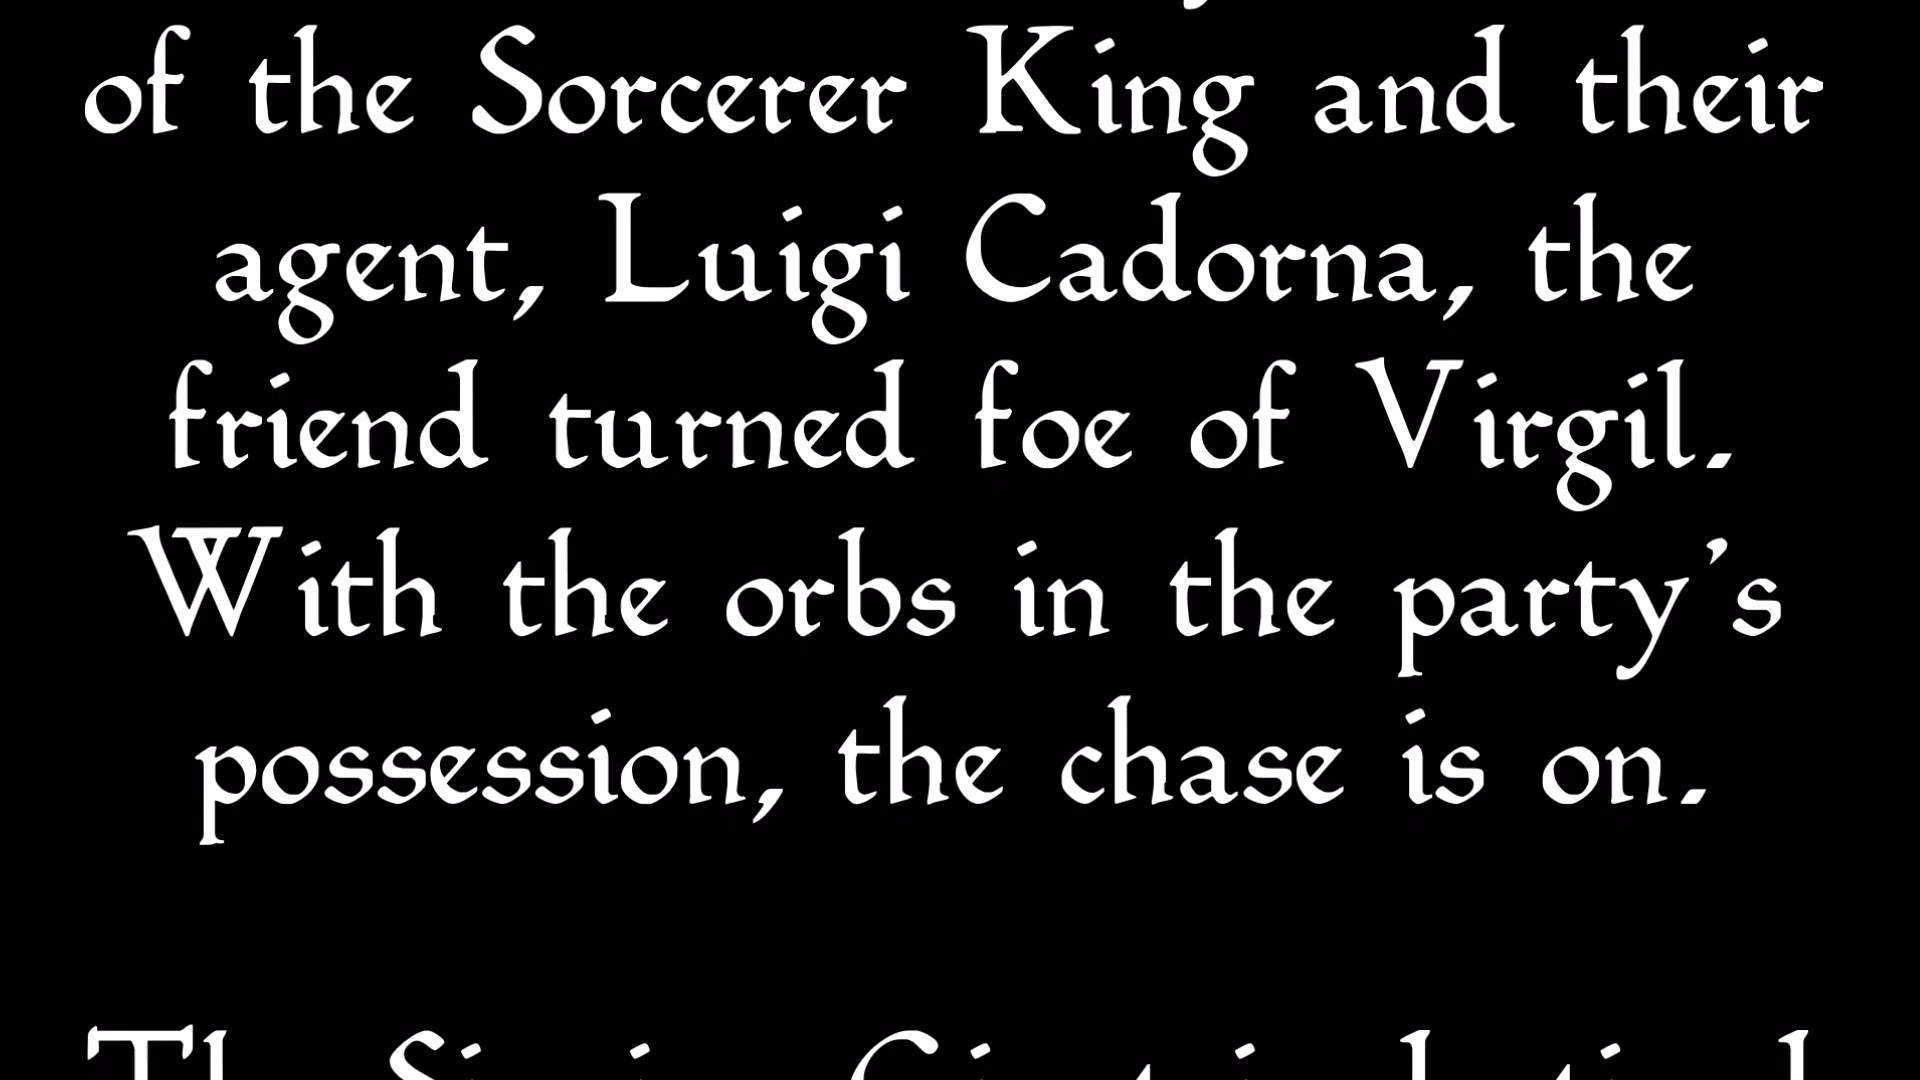 of the Sorcerer King and their
agent, Luigi Cadorna, the
friend turned foe of Virgil.
With the orbs in the party's
possession, the chase is on.